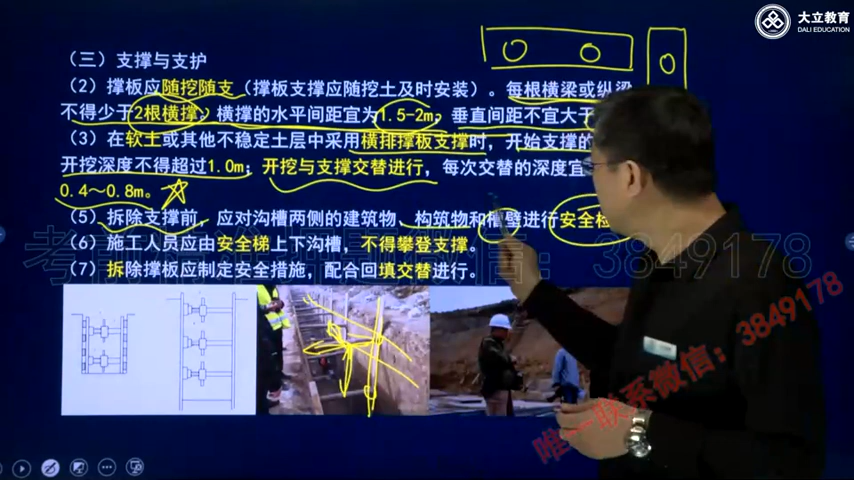 大立教育
DALI EDUCATION
（三）支撑与支护
（2）撑板应随挖随支（撑板支撑应随挖土及时安装）。每根横梁或纵梁
不得少于2根横撑；横撑的水平间距宜为1.5-2m；垂直间距不宜大于
（3）在软土或其他不稳定土层中采用横排撑板支撑时，开始支撑的
开挖深度不得超过1.0m；开挖与支撑交替进行，每次交替的深度宜
0.4～0.8m。
（5）拆除支撑前，应对沟槽两侧的建筑物、构筑物和槽壁进行安全检
（6）施工人员应由安全梯上下沟槽，不得攀登支撑。
（7）拆除撑板应制定安全措施，配合回填交替进行。
3849178
唯一联系微信：3849178